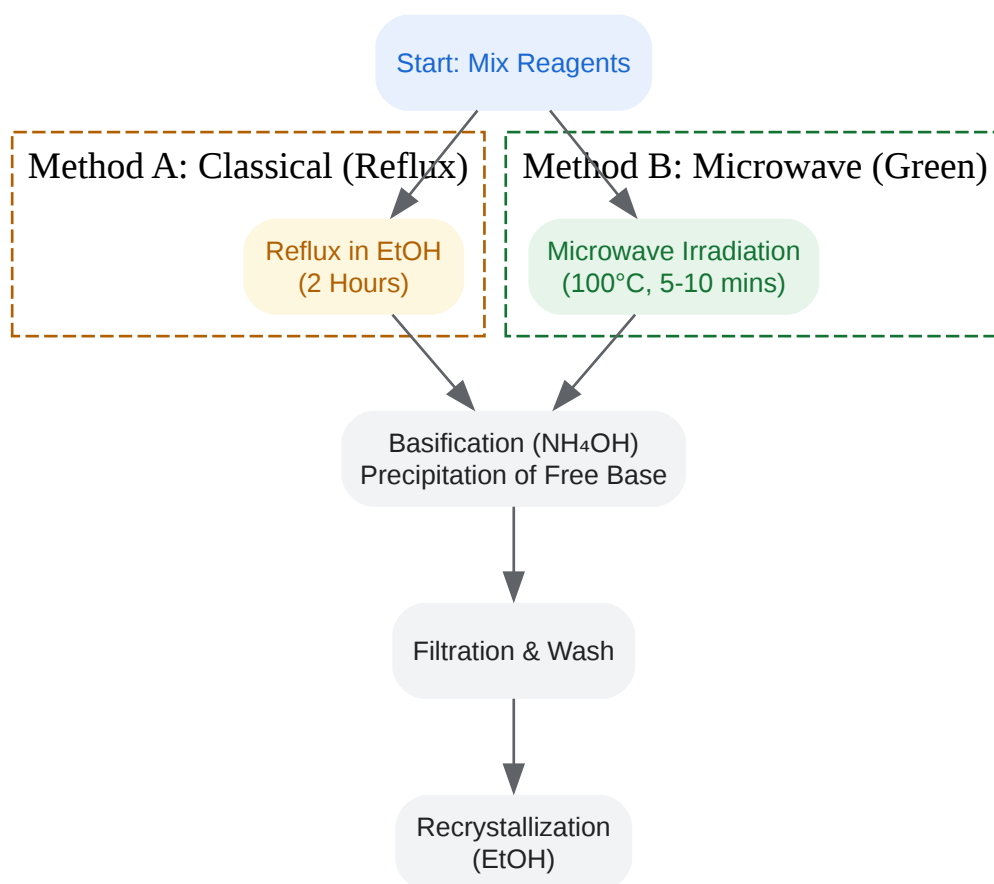 Start: Mix Reagents
Method A: Classical (Reflux)
Method B: Microwave (Green)
Reflux in EtOH
(2 Hours)
Microwave Irradiation
(100°C, 5-10 mins)
Basification (NH₄OH)
Precipitation of Free Base
Filtration & Wash
Recrystallization
(EtOH)